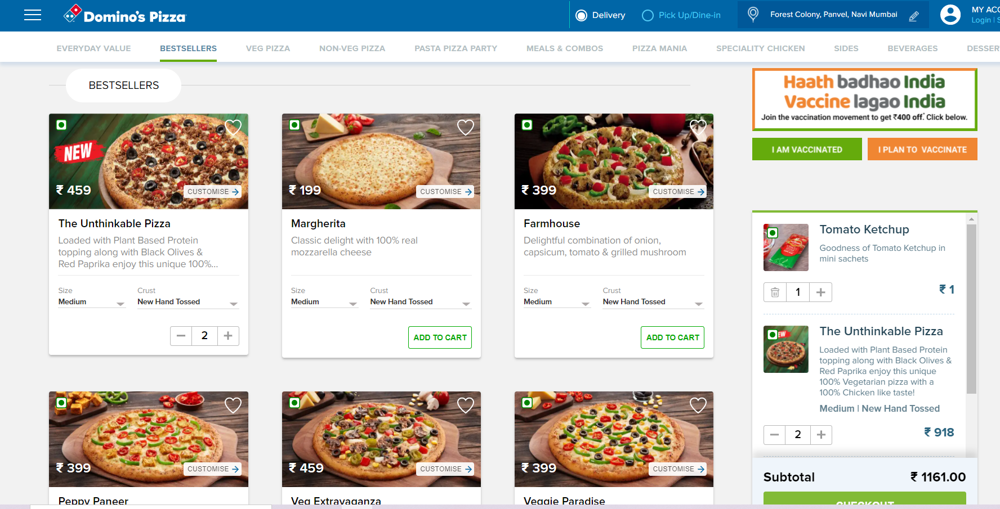 Domino's Pizza
Delivery
Pick Up/Dine-in
Forest Colony, Panvel, Navi Mumbai
MY ACC
Login | S
EVERYDAY VALUE
BESTSELLERS
VEG PIZZA
NON-VEG PIZZA
PASTA PIZZA PARTY
MEALS & COMBOS
PIZZA MANIA
SPECIALITY CHICKEN
SIDES
BEVERAGES
DESSER
BESTSELLERS
NEW
₹ 459
CUSTOMISE
The Unthinkable Pizza
Loaded with Plant Based Protein
topping along with Black Olives &
Red Paprika enjoy this unique 100%...
Size
Medium
Crust
New Hand Tossed
2
₹ 199
CUSTOMISE
Margherita
Classic delight with 100% real
mozzarella cheese
Size
Medium
Crust
New Hand Tossed
ADD TO CART
₹ 399
CUSTOMISE
Farmhouse
Delightful combination of onion,
capsicum, tomato & grilled mushroom
Size
Medium
Crust
New Hand Tossed
ADD TO CART
₹ 399
CUSTOMISE
Peppy Paneer
₹ 459
CUSTOMISE
Veg Extravaganza
₹ 399
CUSTOMISE
Veggie Paradise
Haath badhao India
Vaccine lagao India
Join the vaccination movement to get ₹400 off.* Click below.
I AM VACCINATED
I PLAN TO VACCINATE
Tomato Ketchup
Goodness of Tomato Ketchup in
mini sachets
1
₹ 1
The Unthinkable Pizza
Loaded with Plant Based Protein
topping along with Black Olives &
Red Paprika enjoy this unique
100% Vegetarian pizza with a
100% Chicken like taste!
Medium | New Hand Tossed
2
₹ 918
Subtotal
₹ 1161.00
CHECKOUT